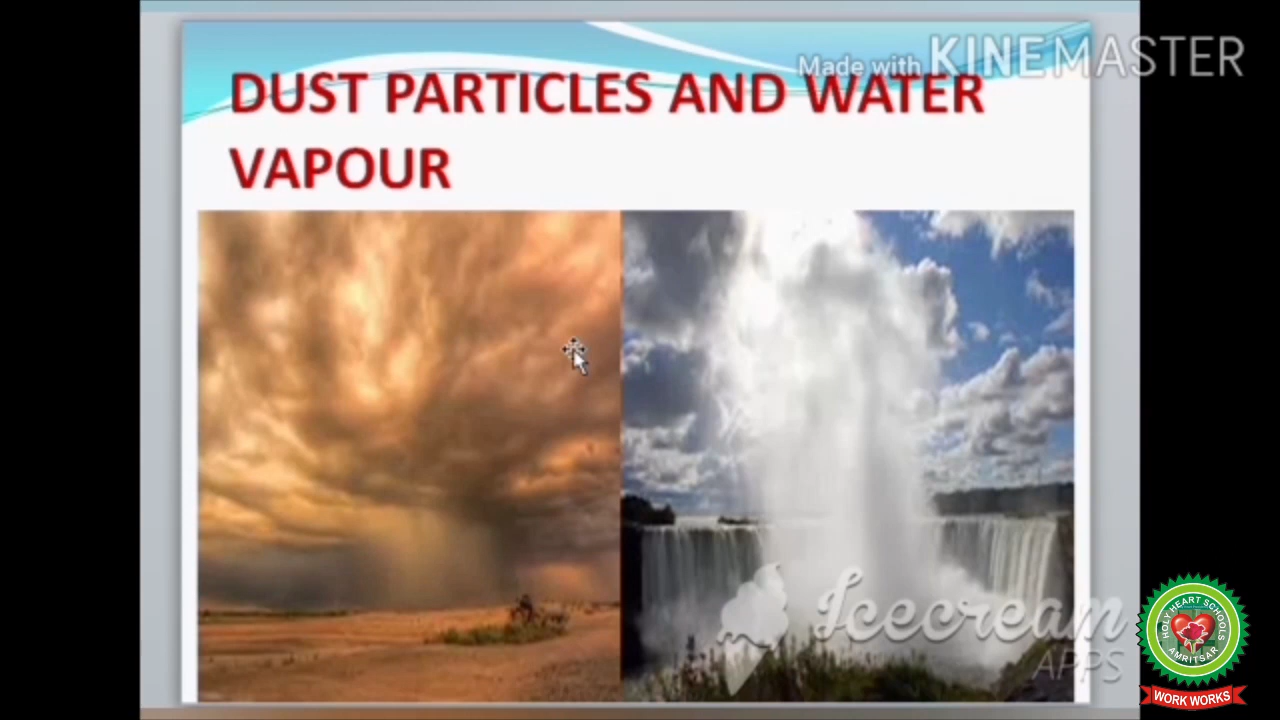 Made with KINEMASTER
DUST PARTICLES AND WATER
VAPOUR
Icecream
APPS
HOLY HEART SCHOOLS
AMRITSAR
WORK WORKS